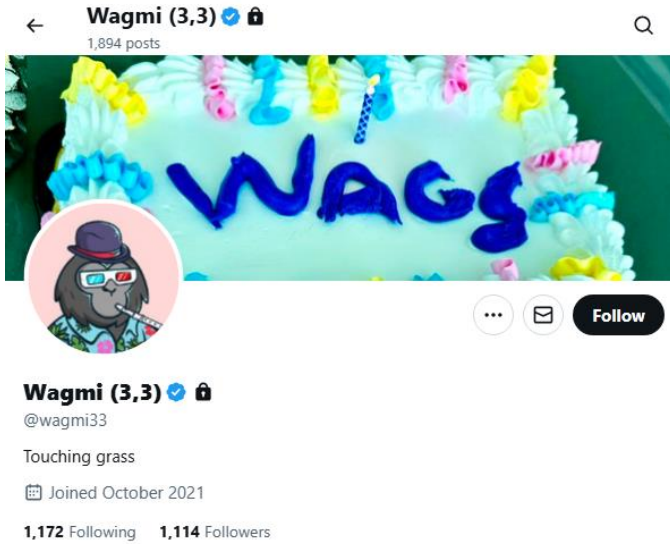 Wagmi (3,3)
1,894 posts
WAGG
Follow
Wagmi (3,3)
@wagmi33
Touching grass
Joined October 2021
1,172 Following 1,114 Followers